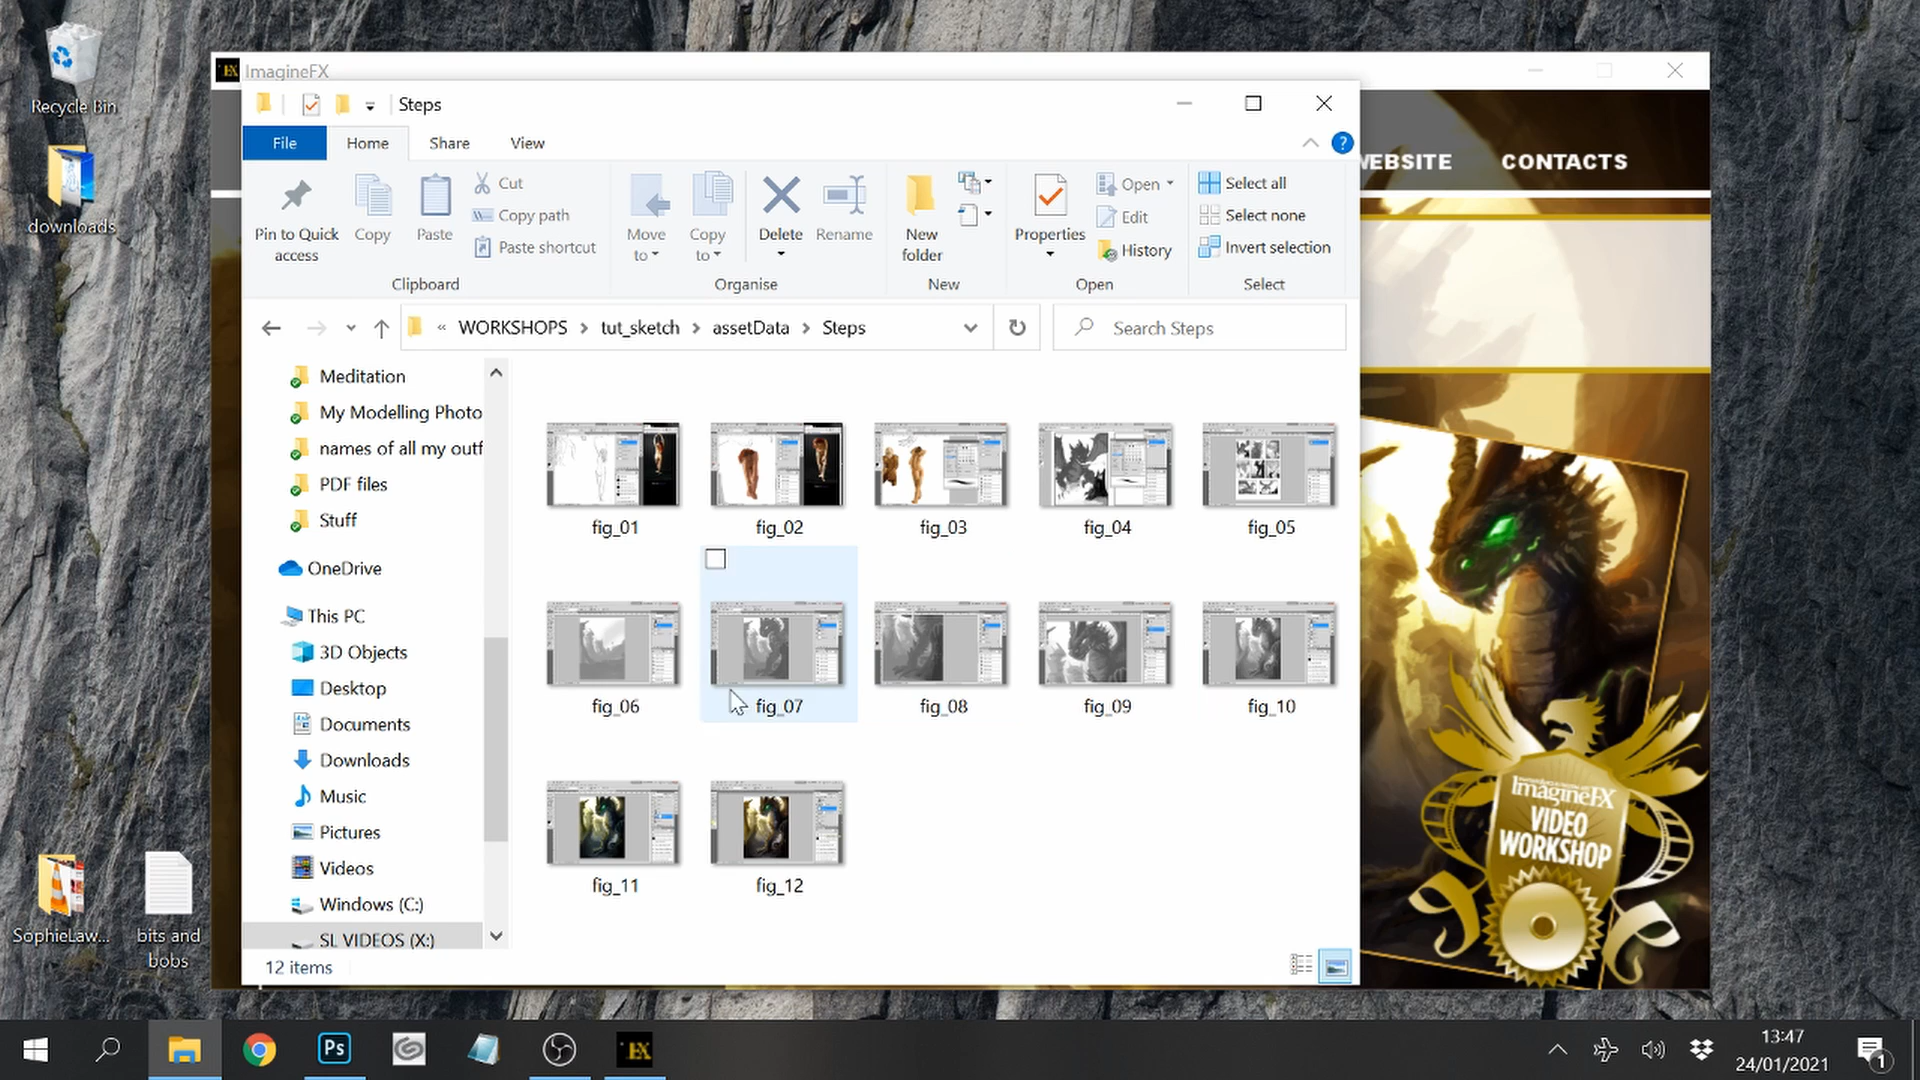 Recycle Bin
downloads
SophieLaw...
bits and
bobs
EX
ImagineFX
WEBSITE
CONTACTS
Steps
File
Home
Share
View
?
Pin to Quick
access
Copy
Paste
Cut
Copy path
Paste shortcut
Clipboard
Move
to
Copy
to
Delete
Rename
Organise
New
folder
New
Properties
Open
Edit
History
Open
Select all
Select none
Invert selection
Select
« WORKSHOPS > tut_sketch > assetData > Steps
Search Steps
Meditation
My Modelling Photo
names of all my outf
PDF files
Stuff
OneDrive
This PC
3D Objects
Desktop
Documents
Downloads
Music
Pictures
Videos
Windows (C:)
SL VIDEOS (X:)
fig_01
fig_02
fig_03
fig_04
fig_05
fig_06
fig_07
fig_08
fig_09
fig_10
fig_11
fig_12
12 items
ImagineFX
VIDEO
WORKSHOP
Ps
EX
13:47
24/01/2021
1